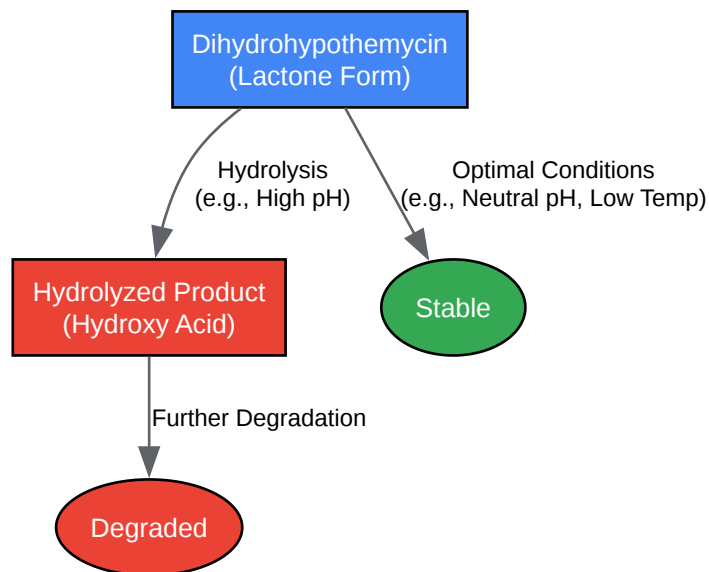 Dihydrohypothemycin
(Lactone Form)
Hydrolysis
(e.g., High pH)
Optimal Conditions
(e.g., Neutral pH, Low Temp)
Hydrolyzed Product
(Hydroxy Acid)
Stable
Further Degradation
Degraded